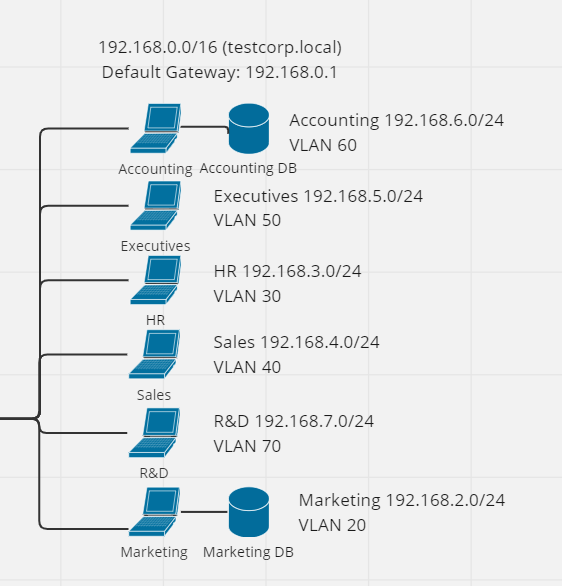 192.168.0.0/16 (testcorp.local)
Default Gateway: 192.168.0.1
Accounting 192.168.6.0/24
VLAN 60
Accounting
Accounting DB
Executives 192.168.5.0/24
VLAN 50
Executives
HR 192.168.3.0/24
VLAN 30
HR
Sales 192.168.4.0/24
VLAN 40
Sales
R&D 192.168.7.0/24
VLAN 70
R&D
Marketing 192.168.2.0/24
VLAN 20
Marketing
Marketing DB